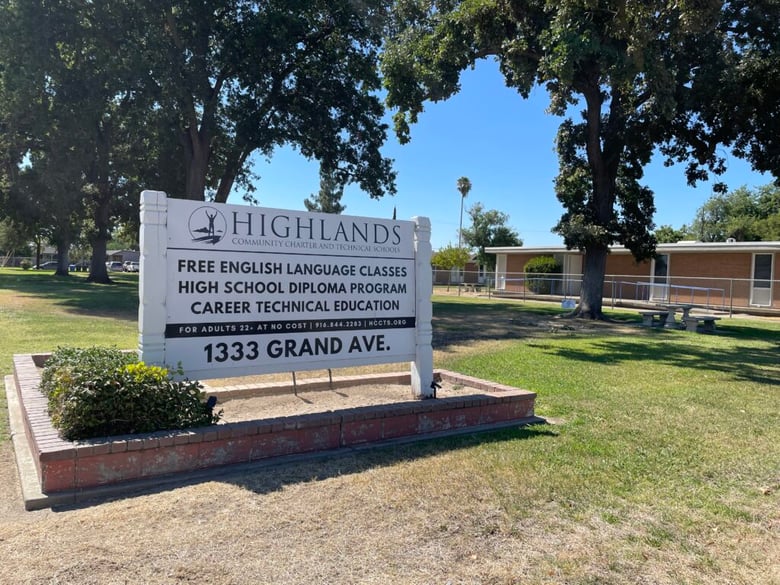 HIGHLANDS
COMMUNITY CHARTER AND TECHNICAL SCHOOLS
FREE ENGLISH LANGUAGE CLASSES
HIGH SCHOOL DIPLOMA PROGRAM
CAREER TECHNICAL EDUCATION
FOR ADULTS 22+ AT NO COST | 916.844.2283 | HCCTS.ORG
1333 GRAND AVE.